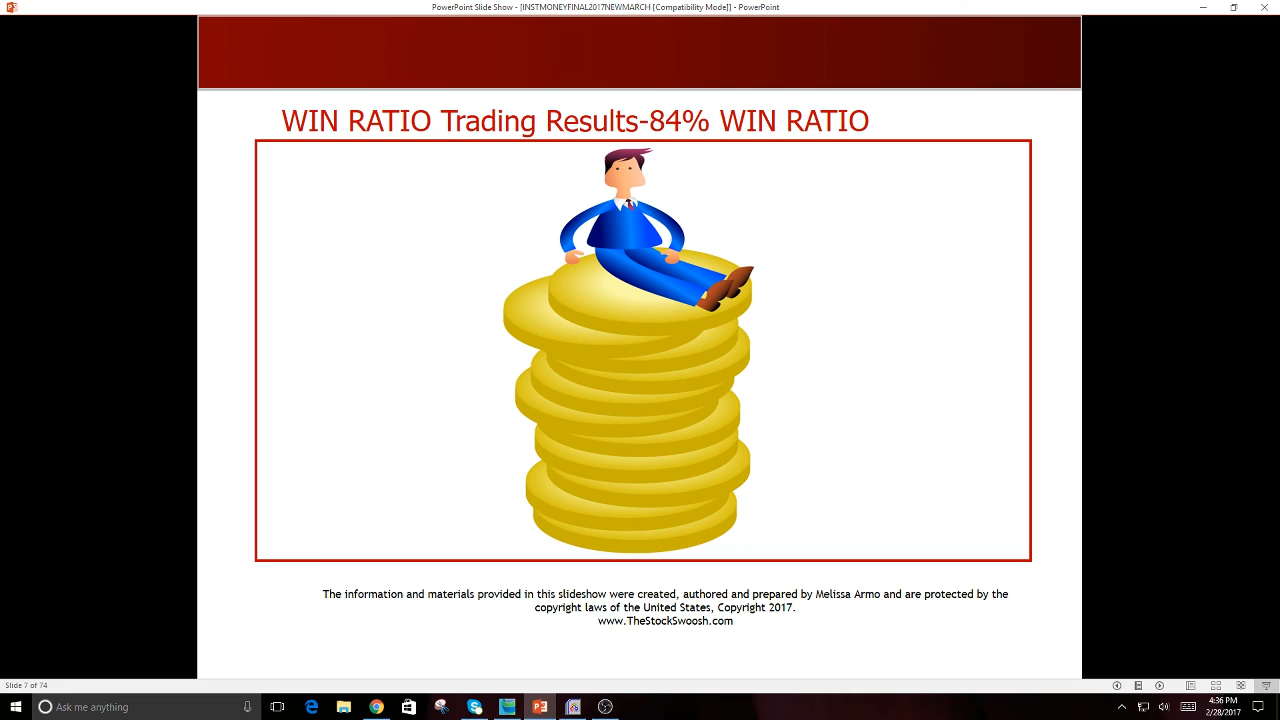 PowerPoint Slide Show - [INSTMONEYFINAL2017NEWMARCH [Compatibility Mode]] - PowerPoint
WIN RATIO Trading Results-84% WIN RATIO
The information and materials provided in this slideshow were created, authored and prepared by Melissa Armo and are protected by the
copyright laws of the United States, Copyright 2017.
www.TheStockSwoosh.com
Slide 7 of 74
Ask me anything
4:36 PM
2/28/2017